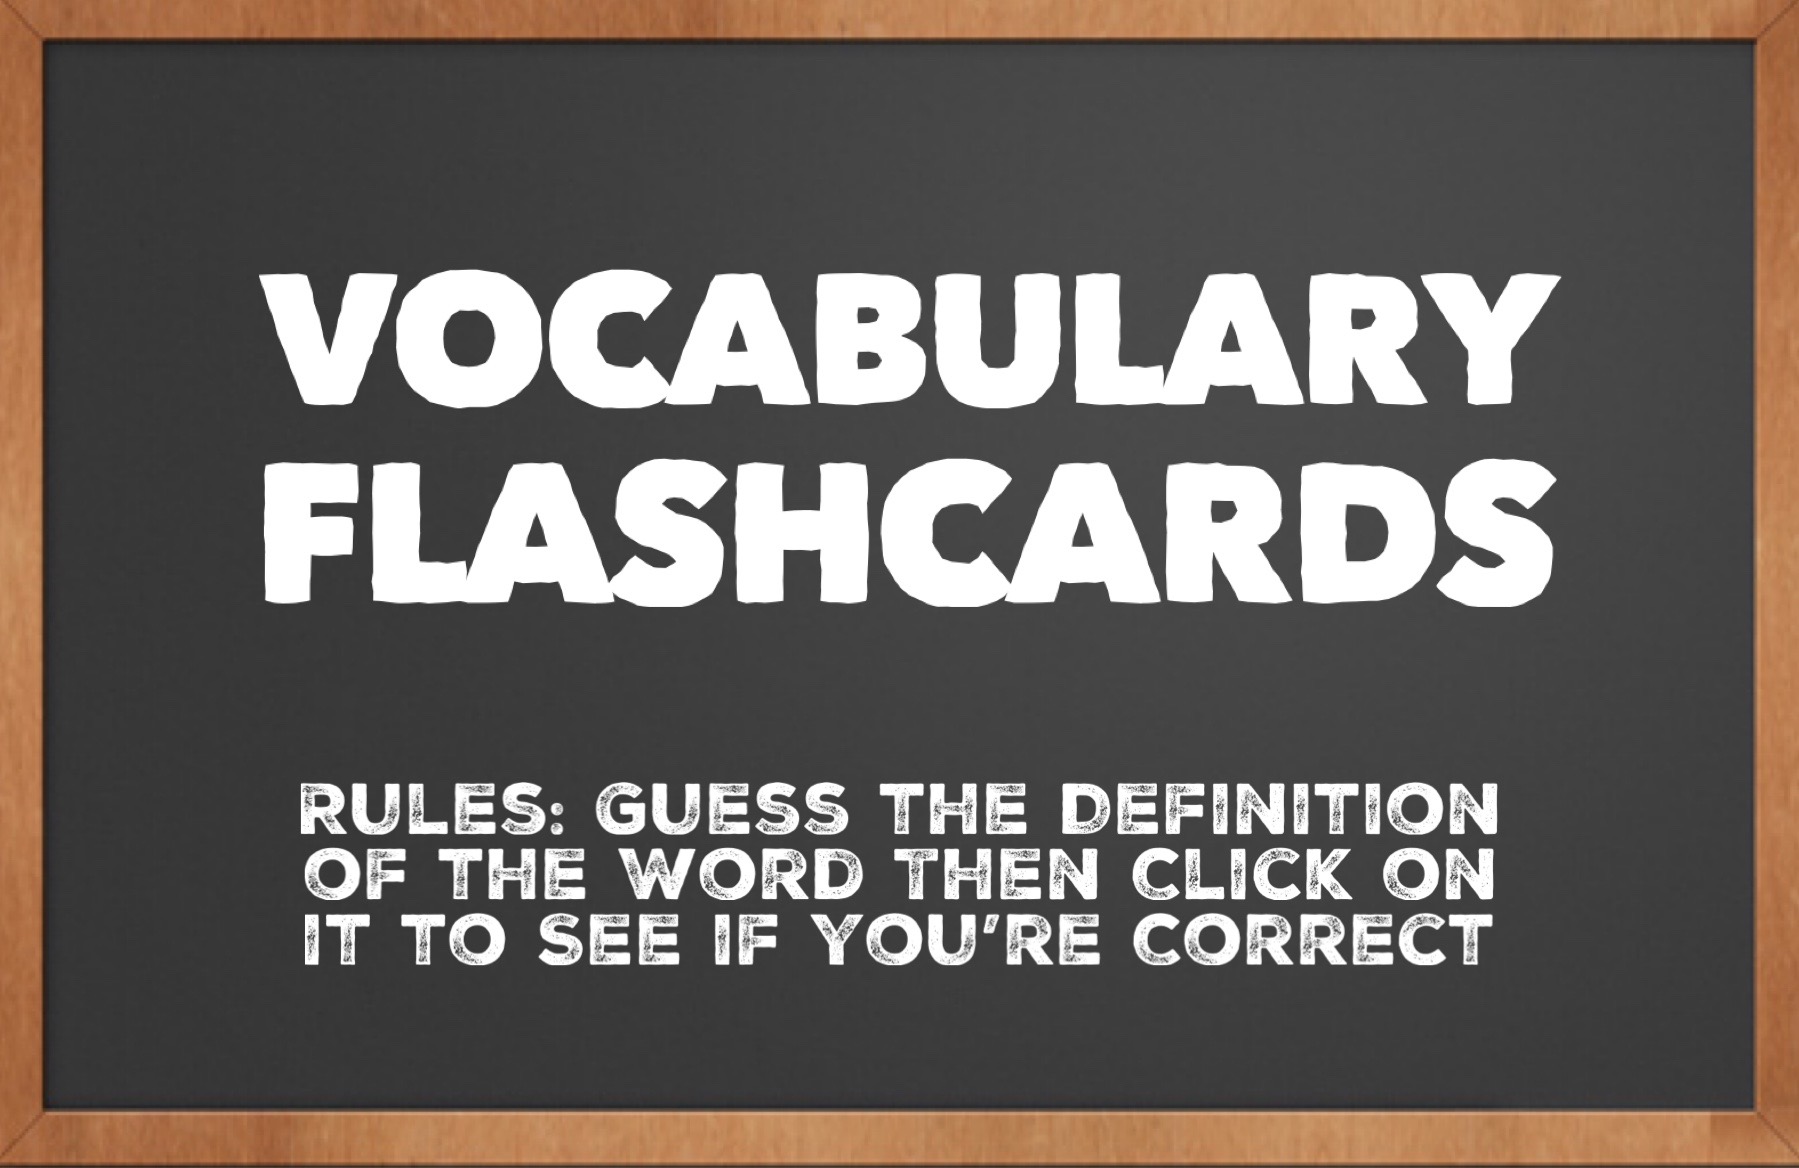 VOCABULARY
FLASHCARDS
RULES: GUESS THE DEFINITION
OF THE WORD THEN CLICK ON
IT TO SEE IF YOU'RE CORRECT